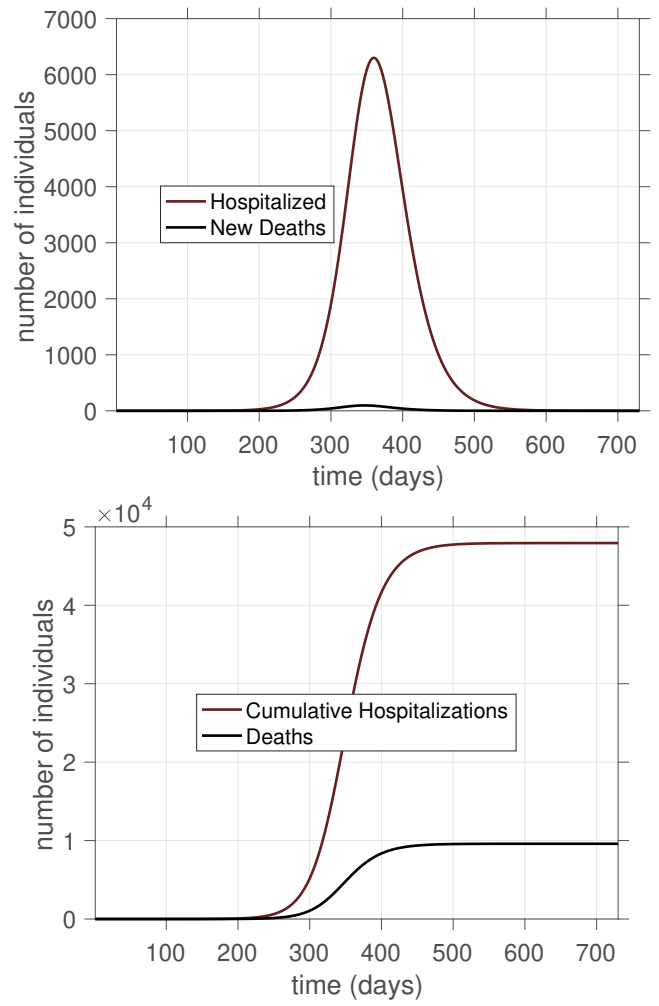 7000
6000
5000
4000
3000
2000
1000
0
number of individuals
Hospitalized
New Deaths
100 200 300 400 500 600 700
time (days)
×10⁴
5
4
3
2
1
0
number of individuals
Cumulative Hospitalizations
Deaths
0 100 200 300 400 500 600 700
time (days)